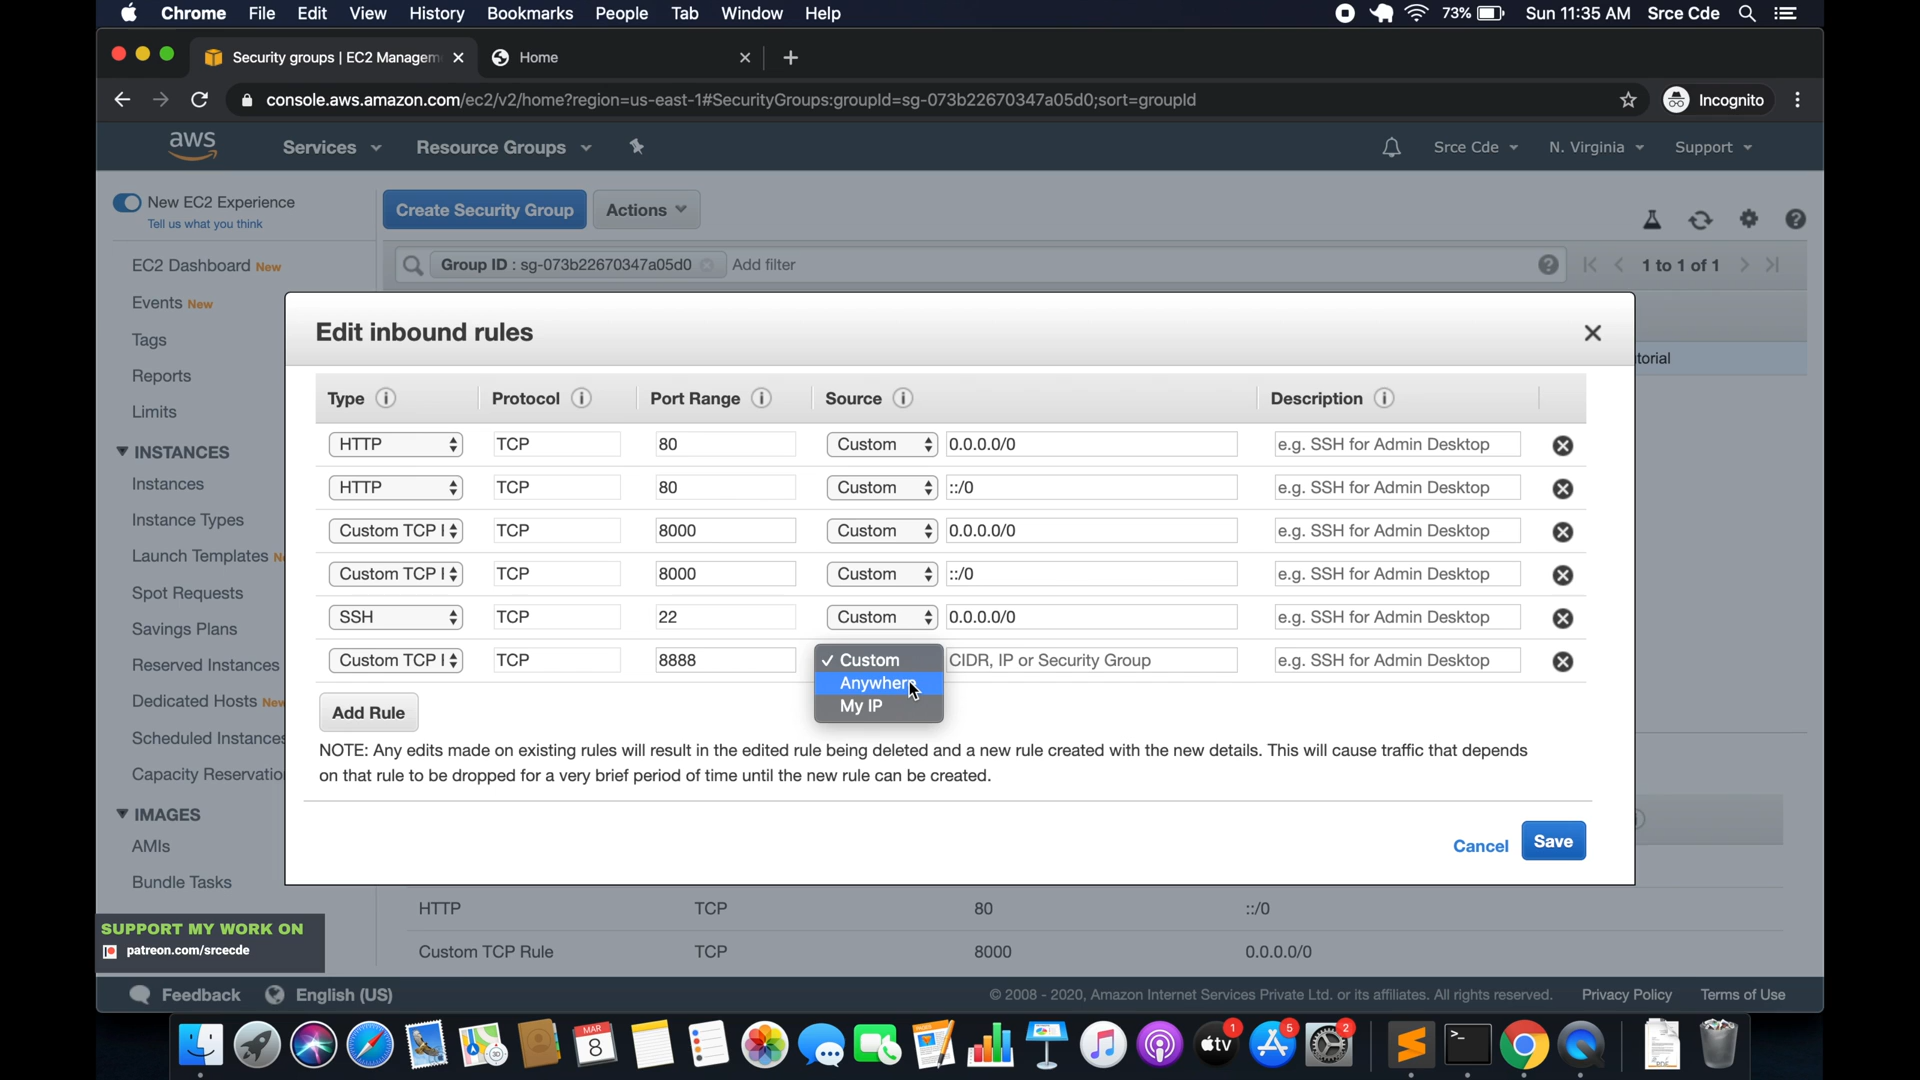 Chrome File Edit View History Bookmarks People Tab Window Help 73% Sun 11:35 AM Srce Cde
Security groups | EC2 Managem Home
console.aws.amazon.com/ec2/v2/home?region=us-east-1#SecurityGroups:groupId=sg-073b22670347a05d0;sort=groupId Incognito
aws Services Resource Groups Srce Cde N. Virginia Support
New EC2 Experience
Tell us what you think
Create Security Group Actions
EC2 Dashboard New
Group ID : sg-073b22670347a05d0 Add filter 1 to 1 of 1
Events New
Tags
Reports
Limits
INSTANCES
Instances
Instance Types
Launch Templates
Spot Requests
Savings Plans
Reserved Instances
Dedicated Hosts New
Scheduled Instances
Capacity Reservatio
IMAGES
AMIs
Bundle Tasks
Edit inbound rules
torial
Type Protocol Port Range Source Description
HTTP TCP 80 Custom 0.0.0.0/0 e.g. SSH for Admin Desktop
HTTP TCP 80 Custom ::/0 e.g. SSH for Admin Desktop
Custom TCP TCP 8000 Custom 0.0.0.0/0 e.g. SSH for Admin Desktop
Custom TCP TCP 8000 Custom ::/0 e.g. SSH for Admin Desktop
SSH TCP 22 Custom 0.0.0.0/0 e.g. SSH for Admin Desktop
Custom TCP TCP 8888 Custom CIDR, IP or Security Group e.g. SSH for Admin Desktop
Anywhere
My IP
Add Rule
NOTE: Any edits made on existing rules will result in the edited rule being deleted and a new rule created with the new details. This will cause traffic that depends
on that rule to be dropped for a very brief period of time until the new rule can be created.
Cancel Save
HTTP TCP 80 ::/0
Custom TCP Rule TCP 8000 0.0.0.0/0
SUPPORT MY WORK ON
patreon.com/srcecde
Feedback English (US) © 2008 - 2020, Amazon Internet Services Private Ltd. or its affiliates. All rights reserved. Privacy Policy Terms of Use
MAR
8
tv 1 5 2